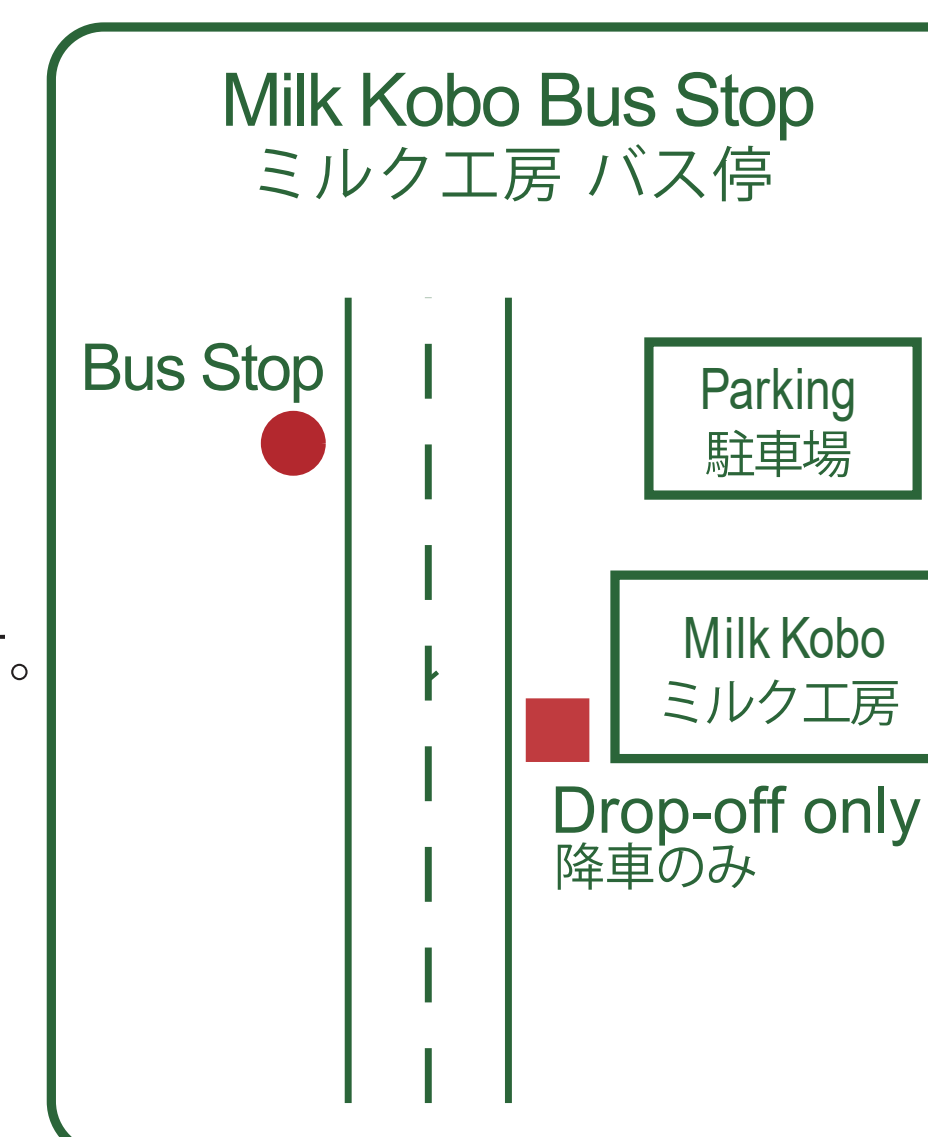 Milk Kobo Bus Stop
ミルク工房 バス停
Bus Stop
Parking
駐車場
Milk Kobo
ミルク工房
Drop-off only
降車のみ